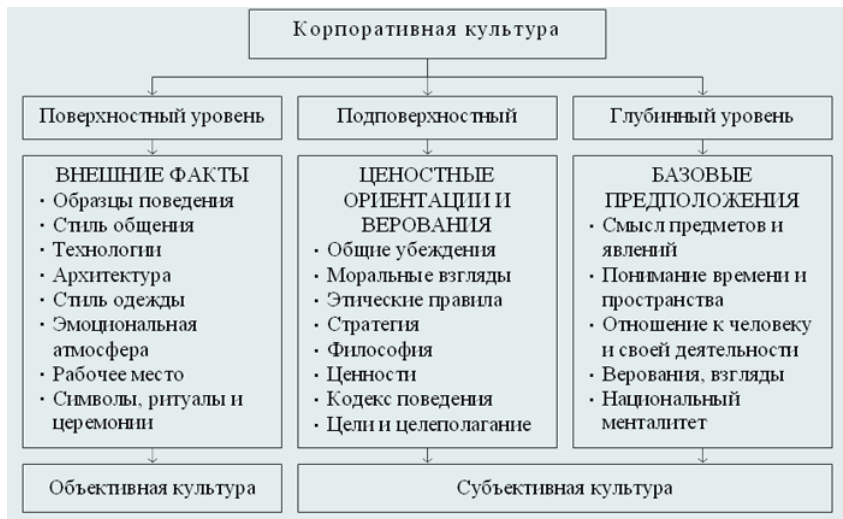 Корпоративная культура
Поверхностный уровень
Подповерхностный
Глубинный уровень
ВНЕШНИЕ ФАКТЫ
· Образцы поведения
· Стиль общения
· Технологии
· Архитектура
· Стиль одежды
· Эмоциональная
атмосфера
· Рабочее место
· Символы, ритуалы и
церемонии
ЦЕНОСТНЫЕ
ОРИЕНТАЦИИ И
ВЕРОВАНИЯ
· Общие убеждения
· Моральные взгляды
· Этические правила
· Стратегия
· Философия
· Ценности
· Кодекс поведения
· Цели и целеполагание
БАЗОВЫЕ
ПРЕДПОЛОЖЕНИЯ
· Смысл предметов и
явлений
· Понимание времени и
пространства
· Отношение к человеку
и своей деятельности
· Верования, взгляды
· Национальный
менталитет
Объективная культура
Субъективная культура